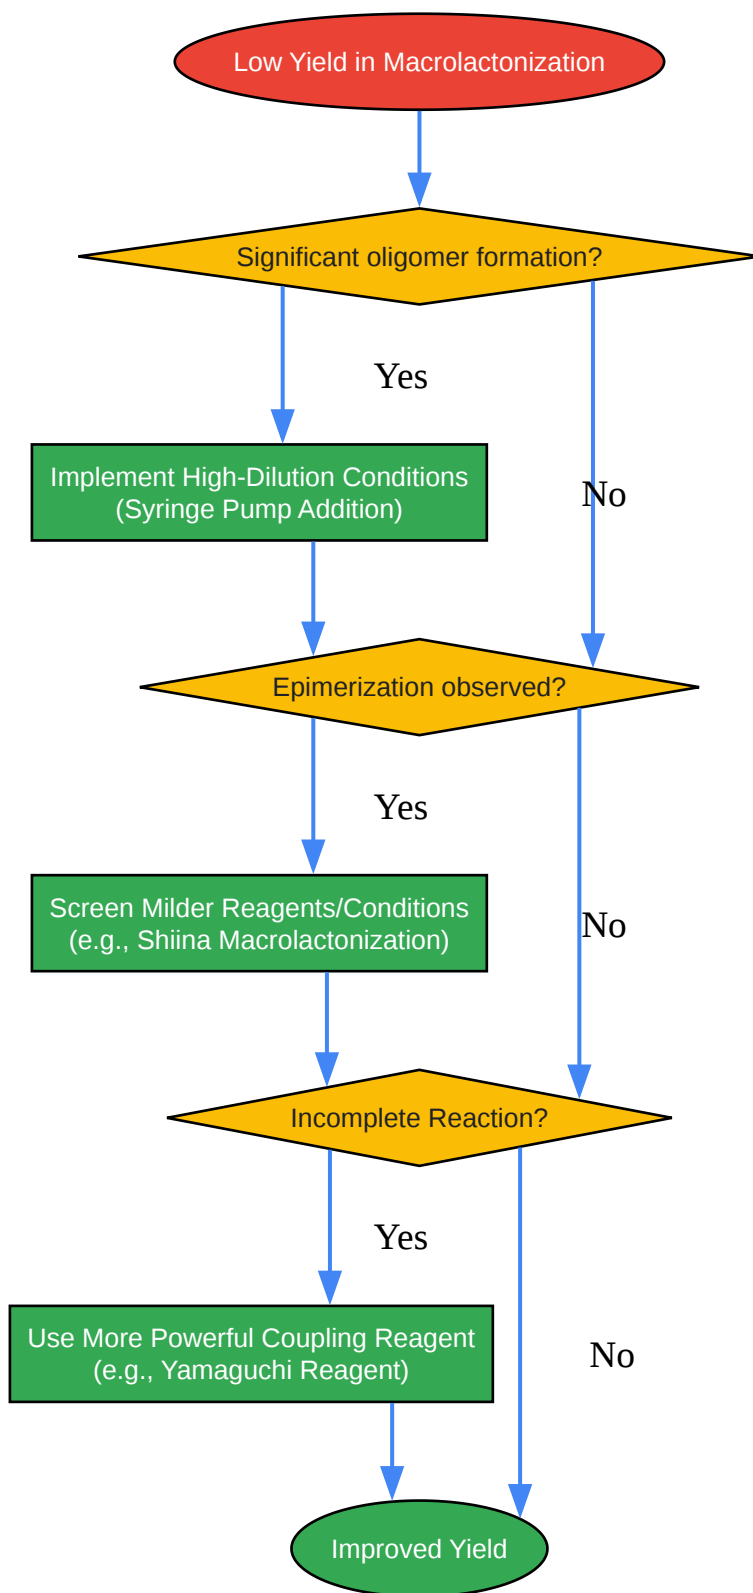 Low Yield in Macrolactonization
Significant oligomer formation?
Yes
Implement High-Dilution Conditions
(Syringe Pump Addition)
No
Epimerization observed?
Yes
Screen Milder Reagents/Conditions
(e.g., Shiina Macrolactonization)
No
Incomplete Reaction?
Yes
Use More Powerful Coupling Reagent
(e.g., Yamaguchi Reagent)
No
Improved Yield